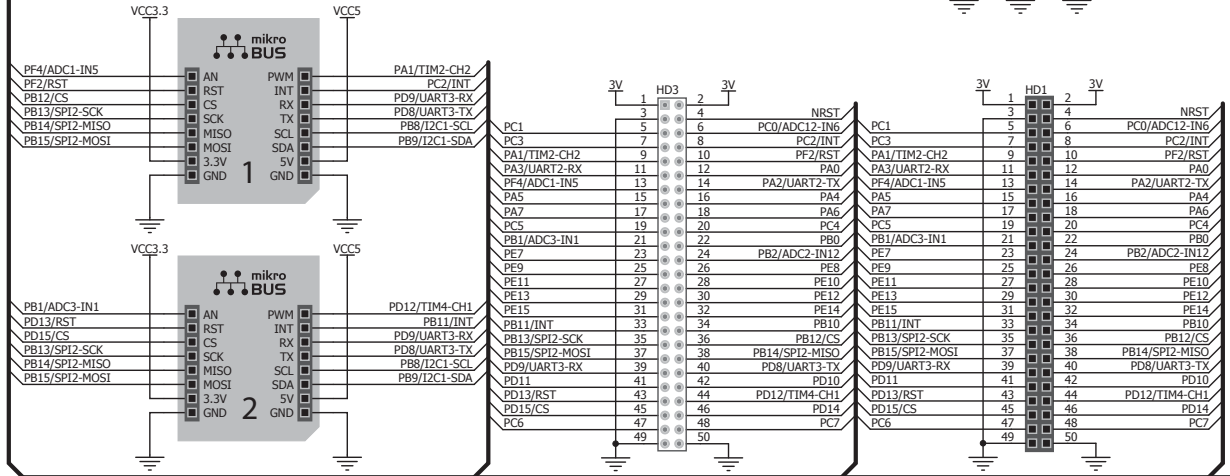 VCC3.3 VCC5
mikro
BUS
PF4/ADC1-IN5 AN PWM PA1/TIM2-CH2
PF2/RST RST INT PC2/INT
PB12/CS CS RX PD9/UART3-RX
PB13/SPI2-SCK SCK TX PD8/UART3-TX
PB14/SPI2-MISO MISO SCL PB8/I2C1-SCL
PB15/SPI2-MOSI MOSI SDA PB9/I2C1-SDA
3.3V 5V
GND 1 GND
VCC3.3 VCC5
mikro
BUS
PB1/ADC3-IN1 AN PWM PD12/TIM4-CH1
PD13/RST RST INT PB11/INT
PD15/CS CS RX PD9/UART3-RX
PB13/SPI2-SCK SCK TX PD8/UART3-TX
PB14/SPI2-MISO MISO SCL PB8/I2C1-SCL
PB15/SPI2-MOSI MOSI SDA PB9/I2C1-SDA
3.3V 5V
GND 2 GND
3V HD3 3V
1 2
3 4 NRST
PC1 5 6 PC0/ADC12-IN6
PC3 7 8 PC2/INT
PA1/TIM2-CH2 9 10 PF2/RST
PA3/UART2-RX 11 12 PA0
PF4/ADC1-IN5 13 14 PA2/UART2-TX
PA5 15 16 PA4
PA7 17 18 PA6
PC5 19 20 PC4
PB1/ADC3-IN1 21 22 PB0
PE7 23 24 PB2/ADC2-IN12
PE9 25 26 PE8
PE11 27 28 PE10
PE13 29 30 PE12
PE15 31 32 PE14
PB11/INT 33 34 PB10
PB13/SPI2-SCK 35 36 PB12/CS
PB15/SPI2-MOSI 37 38 PB14/SPI2-MISO
PD9/UART3-RX 39 40 PD8/UART3-TX
PD11 41 42 PD10
PD13/RST 43 44 PD12/TIM4-CH1
PD15/CS 45 46 PD14
PC6 47 48 PC7
49 50
3V HD1 3V
1 2
3 4 NRST
PC1 5 6 PC0/ADC12-IN6
PC3 7 8 PC2/INT
PA1/TIM2-CH2 9 10 PF2/RST
PA3/UART2-RX 11 12 PA0
PF4/ADC1-IN5 13 14 PA2/UART2-TX
PA5 15 16 PA4
PA7 17 18 PA6
PC5 19 20 PC4
PB1/ADC3-IN1 21 22 PB0
PE7 23 24 PB2/ADC2-IN12
PE9 25 26 PE8
PE11 27 28 PE10
PE13 29 30 PE12
PE15 31 32 PE14
PB11/INT 33 34 PB10
PB13/SPI2-SCK 35 36 PB12/CS
PB15/SPI2-MOSI 37 38 PB14/SPI2-MISO
PD9/UART3-RX 39 40 PD8/UART3-TX
PD11 41 42 PD10
PD13/RST 43 44 PD12/TIM4-CH1
PD15/CS 45 46 PD14
PC6 47 48 PC7
49 50